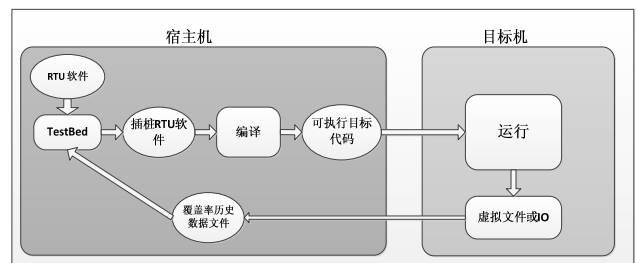 宿主机
目标机
RTU 软件
TestBed
插桩RTU软
件
编译
可执行目标
代码
运行
覆盖率历史
数据文件
虚拟文件或IO